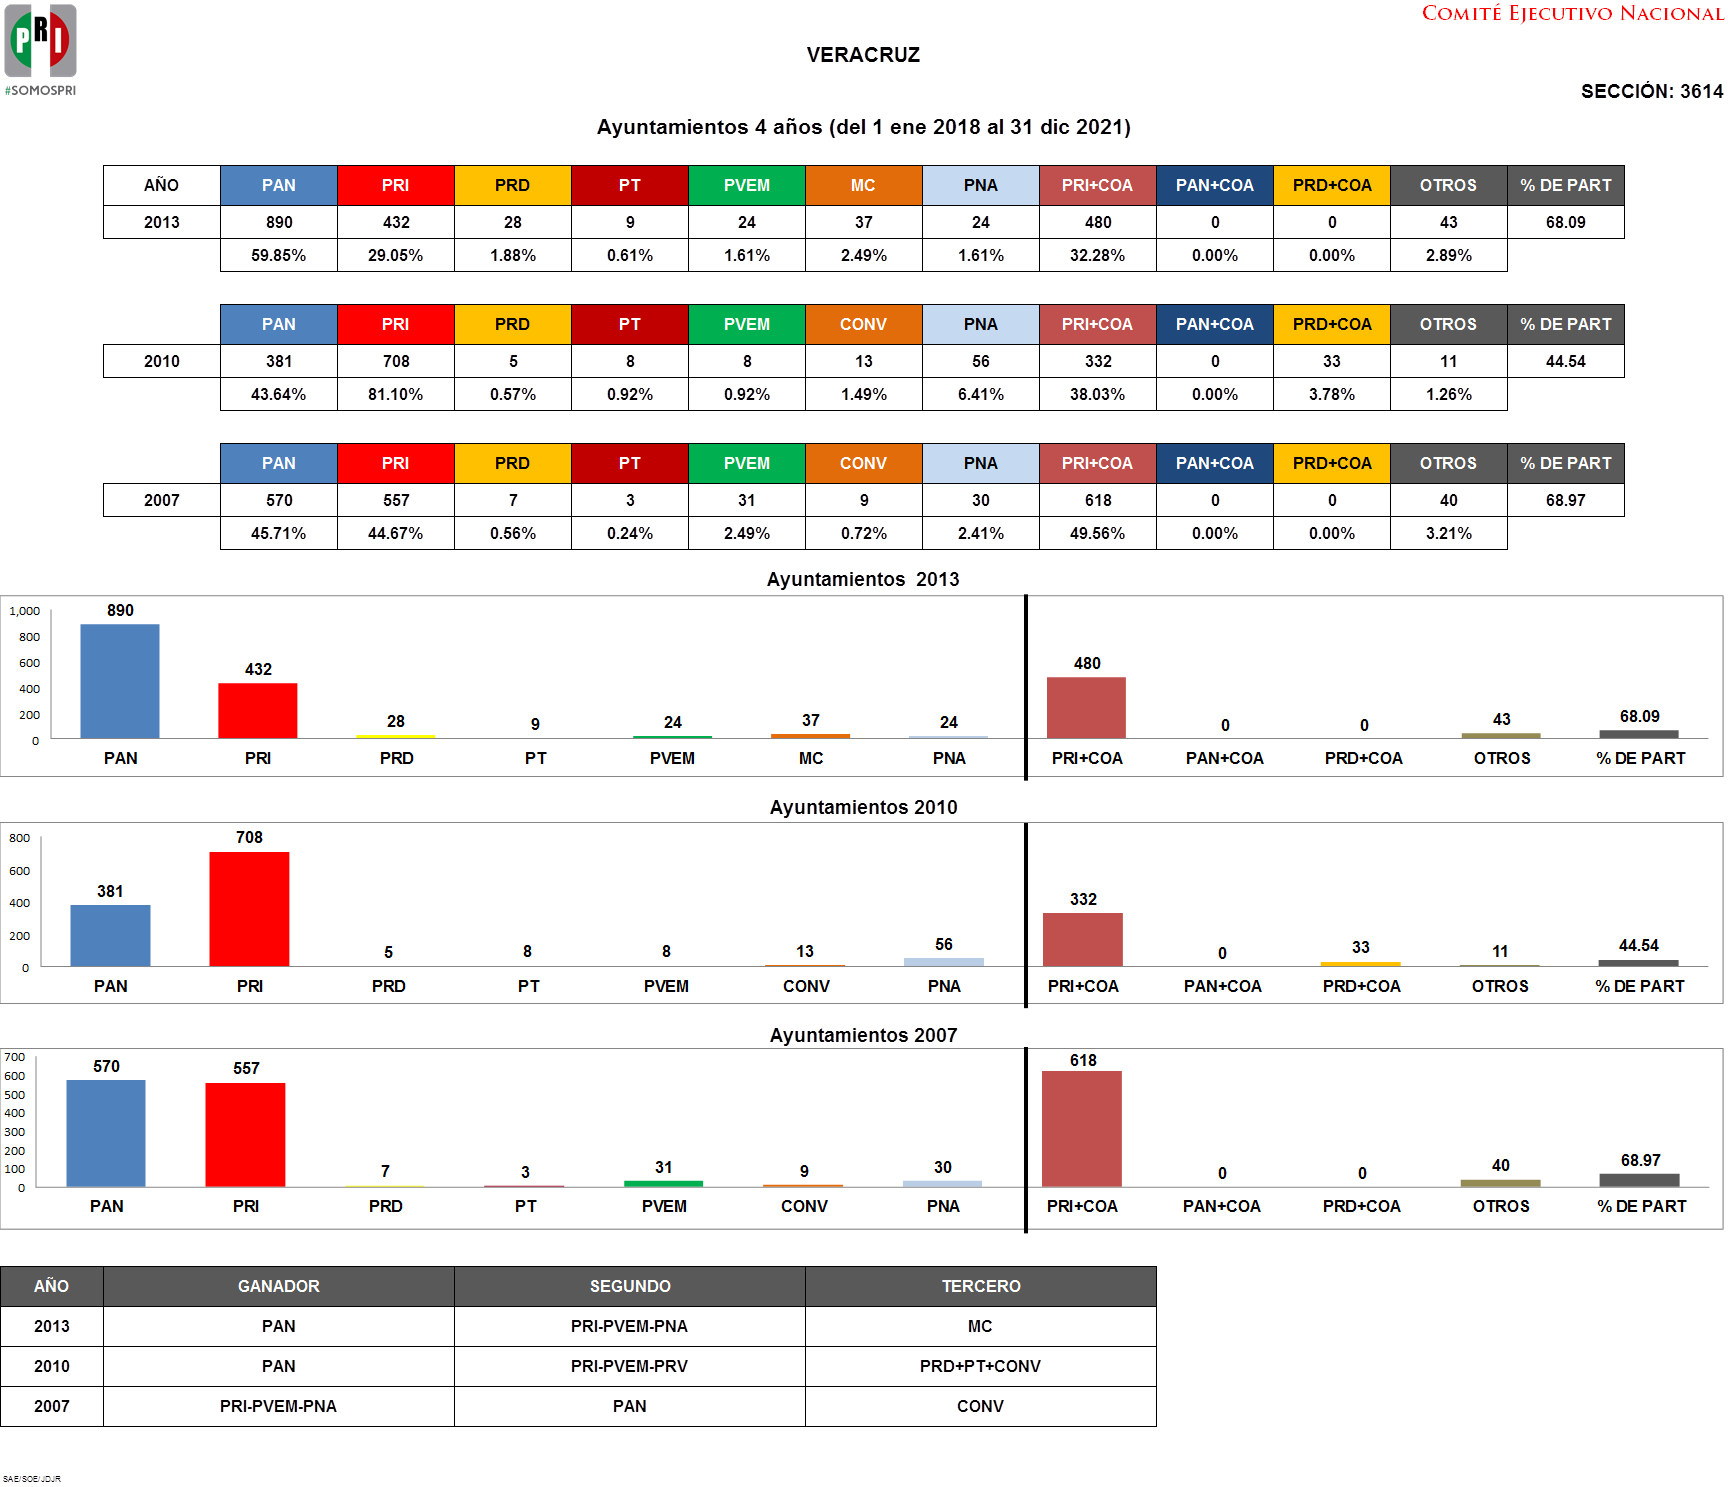 PRI
#SOMOSPRI
COMITÉ EJECUTIVO NACIONAL
VERACRUZ
SECCIÓN: 3614
Ayuntamientos 4 años (del 1 ene 2018 al 31 dic 2021)
AÑO PAN PRI PRD PT PVEM MC PNA PRI+COA PAN+COA PRD+COA OTROS % DE PART
2013 890 432 28 9 24 37 24 480 0 0 43 68.09
59.85% 29.05% 1.88% 0.61% 1.61% 2.49% 1.61% 32.28% 0.00% 0.00% 2.89%
PAN PRI PRD PT PVEM CONV PNA PRI+COA PAN+COA PRD+COA OTROS % DE PART
2010 381 708 5 8 8 13 56 332 0 33 11 44.54
43.64% 81.10% 0.57% 0.92% 0.92% 1.49% 6.41% 38.03% 0.00% 3.78% 1.26%
PAN PRI PRD PT PVEM CONV PNA PRI+COA PAN+COA PRD+COA OTROS % DE PART
2007 570 557 7 3 31 9 30 618 0 0 40 68.97
45.71% 44.67% 0.56% 0.24% 2.49% 0.72% 2.41% 49.56% 0.00% 0.00% 3.21%
Ayuntamientos 2013
1,000
800
600
400
200
0
890 432 28 9 24 37 24 480 0 0 43 68.09
PAN PRI PRD PT PVEM MC PNA PRI+COA PAN+COA PRD+COA OTROS % DE PART
Ayuntamientos 2010
800
600
400
200
0
381 708 5 8 8 13 56 332 0 33 11 44.54
PAN PRI PRD PT PVEM CONV PNA PRI+COA PAN+COA PRD+COA OTROS % DE PART
Ayuntamientos 2007
700
600
500
400
300
200
100
0
570 557 7 3 31 9 30 618 0 0 40 68.97
PAN PRI PRD PT PVEM CONV PNA PRI+COA PAN+COA PRD+COA OTROS % DE PART
AÑO GANADOR SEGUNDO TERCERO
2013 PAN PRI-PVEM-PNA MC
2010 PAN PRI-PVEM-PRV PRD+PT+CONV
2007 PRI-PVEM-PNA PAN CONV
SAE/SOE/JDJR